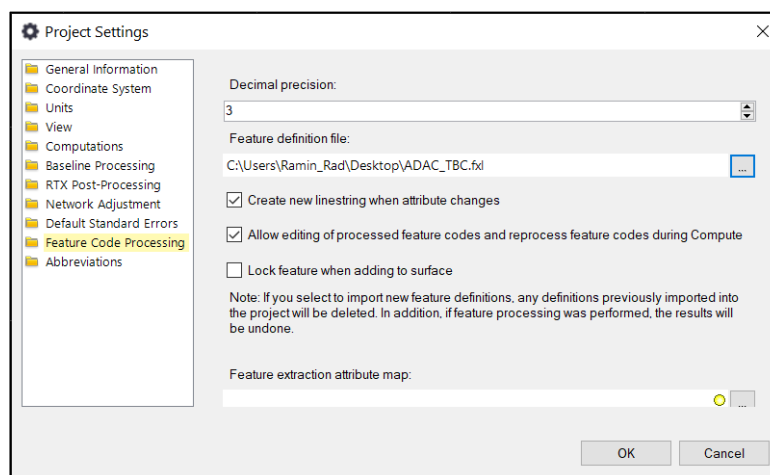 Project Settings
General Information
Coordinate System
Units
View
Computations
Baseline Processing
RTX Post-Processing
Network Adjustment
Default Standard Errors
Feature Code Processing
Abbreviations
Decimal precision:
3
Feature definition file:
C:\Users\Ramin_Rad\Desktop\ADAC_TBC.fxl
...
Create new linestring when attribute changes
Allow editing of processed feature codes and reprocess feature codes during Compute
Lock feature when adding to surface
Note: If you select to import new feature definitions, any definitions previously imported into
the project will be deleted. In addition, if feature processing was performed, the results will
be undone.
Feature extraction attribute map:
...
OK
Cancel